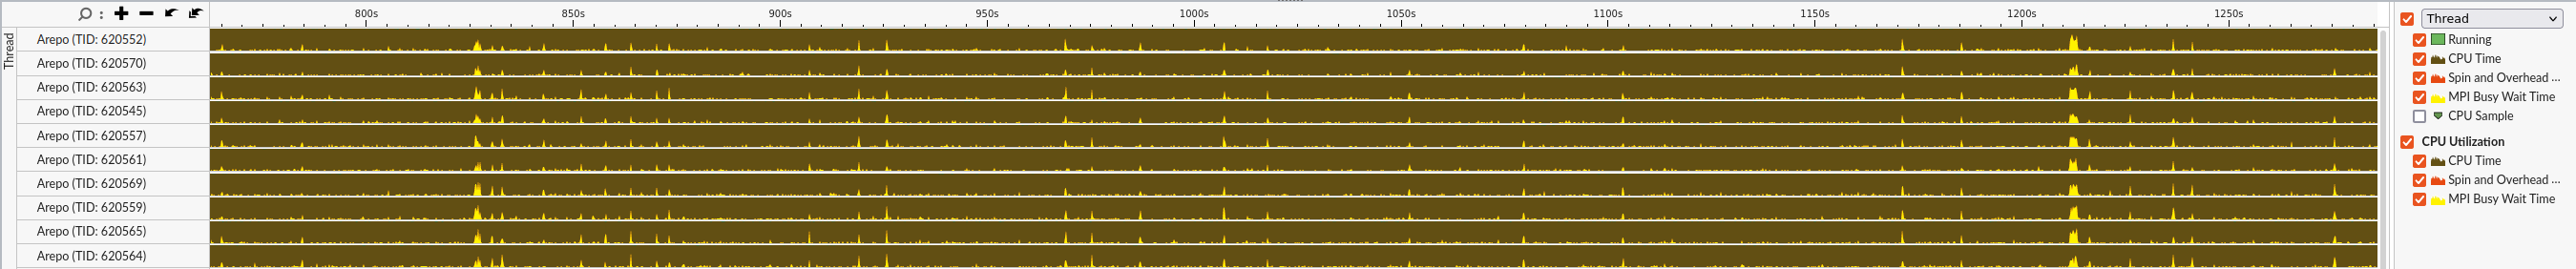 800s 850s 900s 950s 1000s 1050s 1100s 1150s 1200s 1250s
Thread
Arepo (TID: 620552)
Arepo (TID: 620570)
Arepo (TID: 620563)
Arepo (TID: 620545)
Arepo (TID: 620557)
Arepo (TID: 620561)
Arepo (TID: 620569)
Arepo (TID: 620559)
Arepo (TID: 620565)
Arepo (TID: 620564)
Thread
Running
CPU Time
Spin and Overhead ...
MPI Busy Wait Time
CPU Sample
CPU Utilization
CPU Time
Spin and Overhead ...
MPI Busy Wait Time